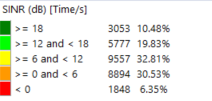 SINR (dB) [Time/s]
>= 18 3053 10.48%
>= 12 and < 18 5777 19.83%
>= 6 and < 12 9557 32.81%
>= 0 and < 6 8894 30.53%
< 0 1848 6.35%